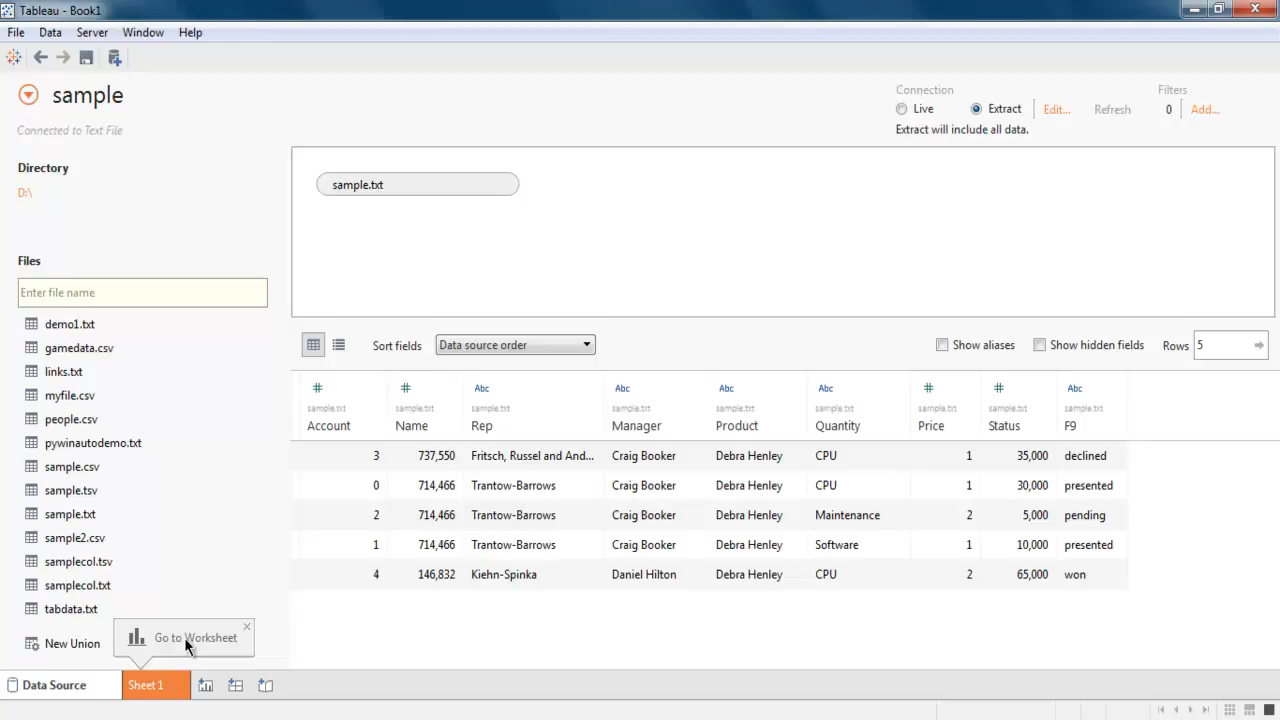 Tableau - Book1
File Data Server Window Help
sample
Connected to Text File
Connection
Live Extract Edit... Refresh
Extract will include all data.
Filters
0 Add...
Directory
D:\
sample.txt
Files
Enter file name
demo1.txt
gamedata.csv
links.txt
myfile.csv
people.csv
pywinautodemo.txt
sample.csv
sample.tsv
sample.txt
sample2.csv
samplecol.tsv
samplecol.txt
tabdata.txt
New Union
Go to Worksheet
Sort fields Data source order Show aliases Show hidden fields Rows 5
# # Abc Abc Abc Abc # # Abc
sample.txt sample.txt sample.txt sample.txt sample.txt sample.txt sample.txt sample.txt sample.txt
Account Name Rep Manager Product Quantity Price Status F9
3 737,550 Fritsch, Russel and And... Craig Booker Debra Henley CPU 1 35,000 declined
0 714,466 Trantow-Barrows Craig Booker Debra Henley CPU 1 30,000 presented
2 714,466 Trantow-Barrows Craig Booker Debra Henley Maintenance 2 5,000 pending
1 714,466 Trantow-Barrows Craig Booker Debra Henley Software 1 10,000 presented
4 146,832 Kiehn-Spinka Daniel Hilton Debra Henley CPU 2 65,000 won
Data Source Sheet 1